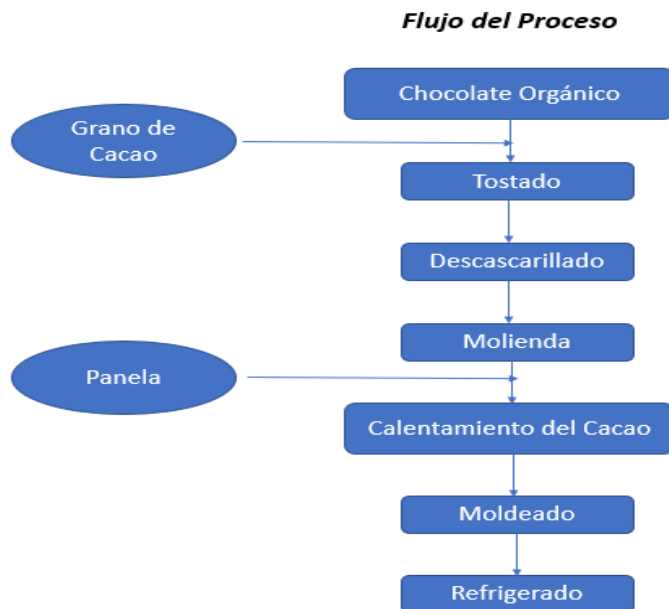 Flujo del Proceso
Chocolate Orgánico
Grano de
Cacao
Tostado
Descascarillado
Molienda
Panela
Calentamiento del Cacao
Moldeado
Refrigerado